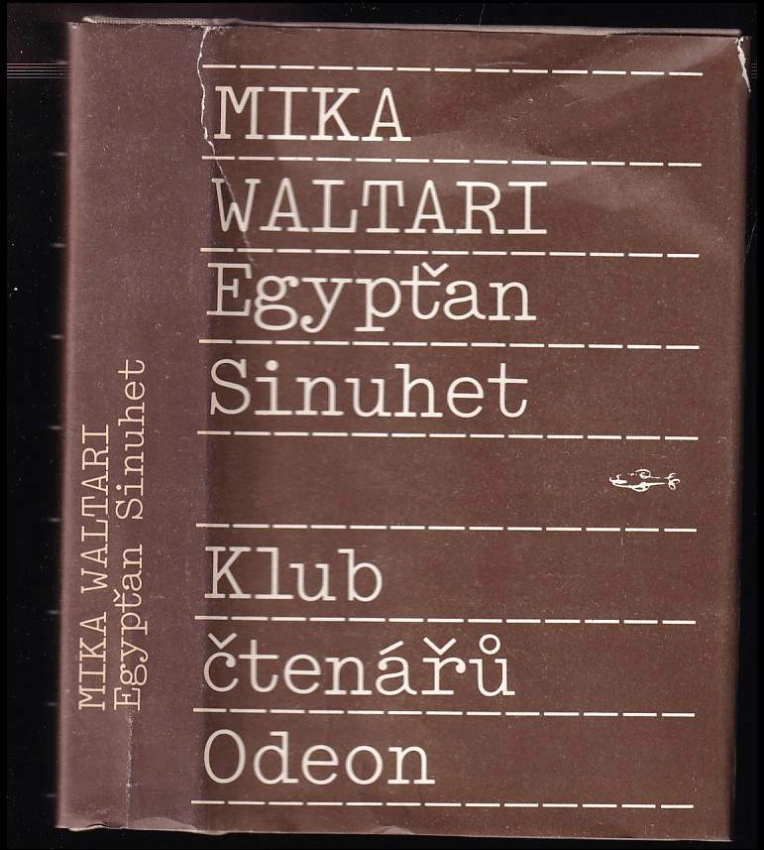 MIKA
WALTARI
Egypťan
Sinuhet
Klub
čtenářů
Odeon
MIKA WALTARI
Egypťan Sinuhet